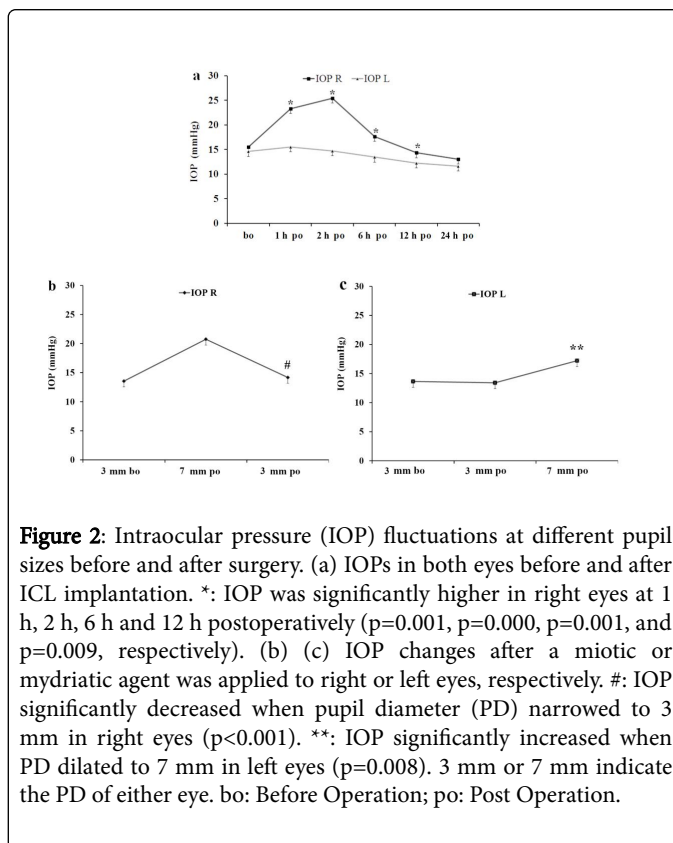 a
IOP R IOP L
30
25
20
15
10
5
0
IOP (mmHg)
* * * *
bo 1 h po 2 h po 6 h po 12 h po 24 h po
b
IOP R
30
25
20
15
10
5
0
IOP (mmHg)
#
3 mm bo 7 mm po 3 mm po
c
IOP L
30
25
20
15
10
5
0
IOP (mmHg)
**
3 mm bo 3 mm po 7 mm po
Figure 2: Intraocular pressure (IOP) fluctuations at different pupil
sizes before and after surgery. (a) IOPs in both eyes before and after
ICL implantation. *: IOP was significantly higher in right eyes at 1
h, 2 h, 6 h and 12 h postoperatively (p=0.001, p=0.000, p=0.001, and
p=0.009, respectively). (b) (c) IOP changes after a miotic or
mydriatic agent was applied to right or left eyes, respectively. #: IOP
significantly decreased when pupil diameter (PD) narrowed to 3
mm in right eyes (p<0.001). **: IOP significantly increased when
PD dilated to 7 mm in left eyes (p=0.008). 3 mm or 7 mm indicate
the PD of either eye. bo: Before Operation; po: Post Operation.